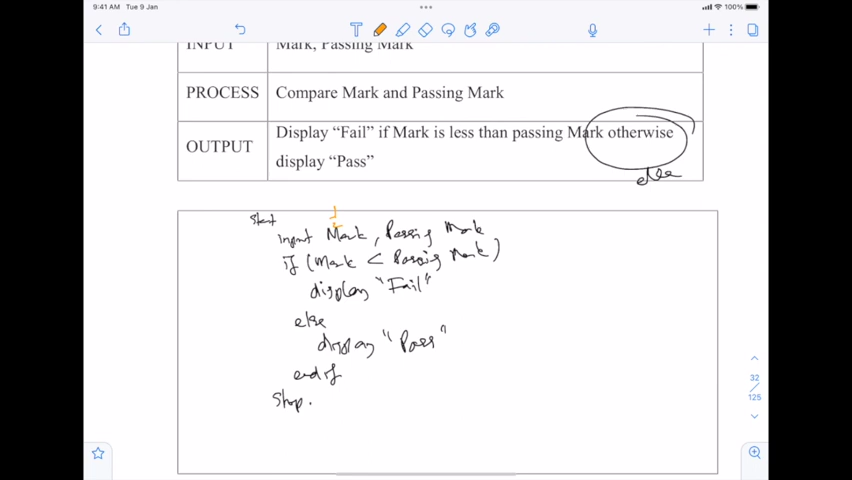 9:41 AM Tue 9 Jan
100%
INPUT Mark, Passing Mark
PROCESS Compare Mark and Passing Mark
OUTPUT Display “Fail” if Mark is less than passing Mark otherwise
display “Pass”
else
Start
input Mark, Passing Mark
if (Mark < Passing Mark)
display "Fail"
else
display "Pass"
endif
Stop.
32
125